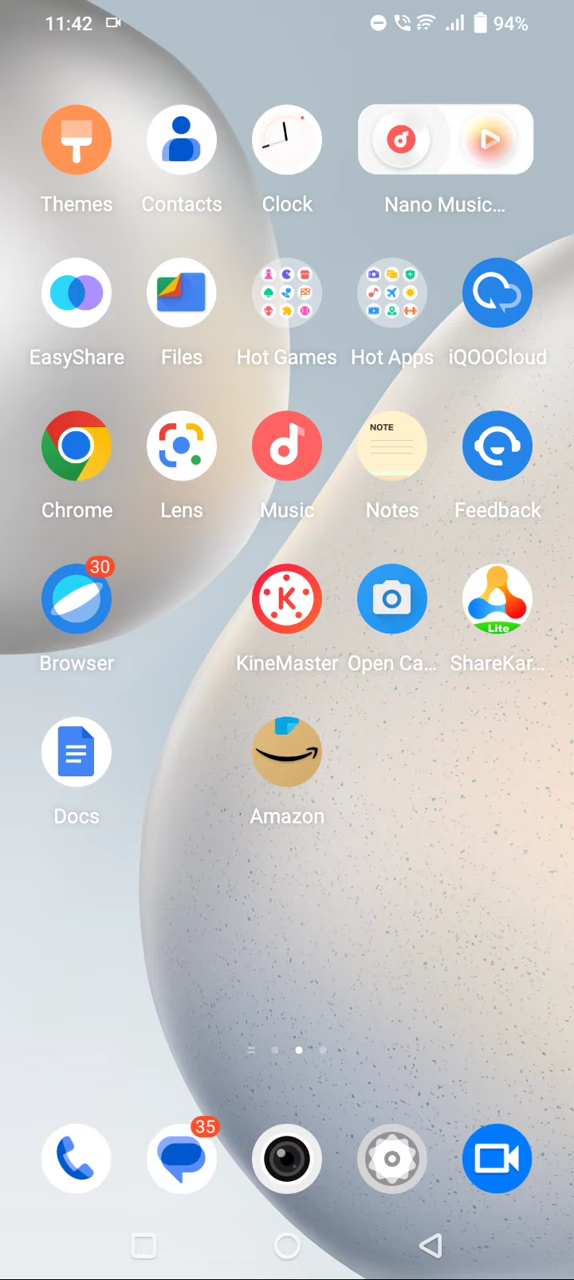 11:42 94%
Themes Contacts Clock Nano Music...
EasyShare Files Hot Games Hot Apps iQOOCloud
NOTE
Chrome Lens Music Notes Feedback
30
K
Lite
Browser KineMaster Open Ca... ShareKar...
Docs Amazon
35